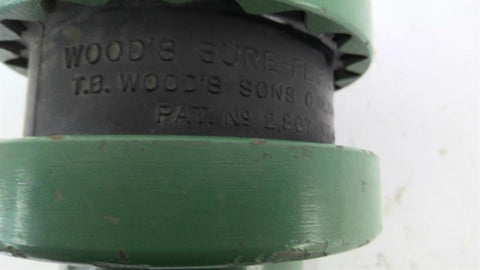 WOOD'S SURE-FLE
T.B. WOOD'S SONS
PAT. Nº 2,867